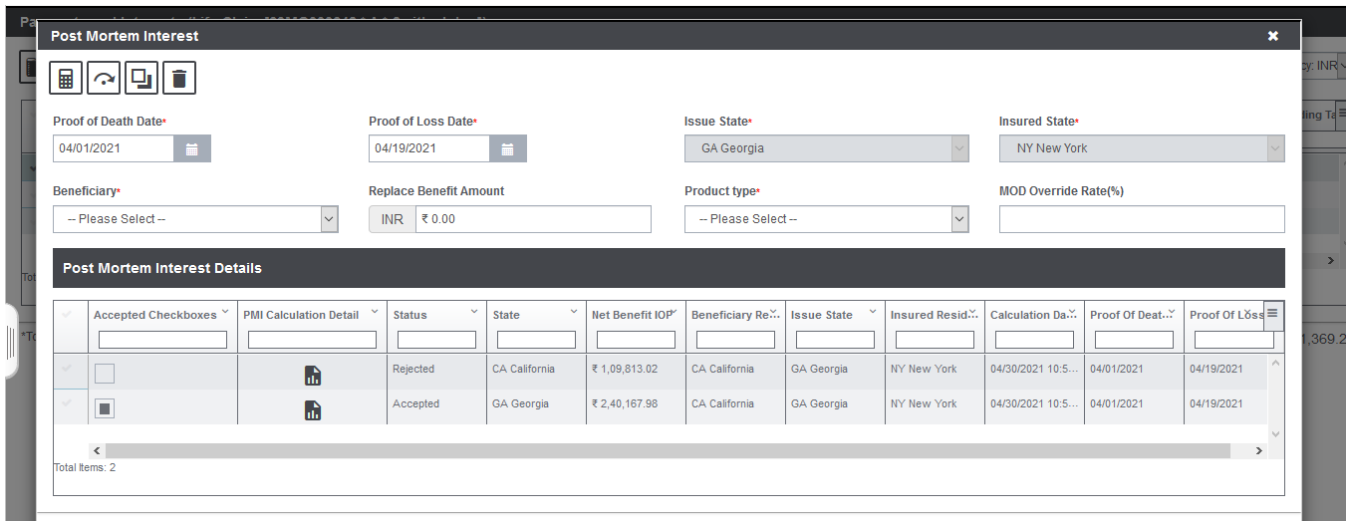 Post Mortem Interest
cy: INR
Proof of Death Date* Proof of Loss Date* Issue State* Insured State*
04/01/2021 04/19/2021 GA Georgia NY New York
Beneficiary* Replace Benefit Amount Product type* MOD Override Rate(%)
-- Please Select -- INR ₹ 0.00 -- Please Select --
Post Mortem Interest Details
Accepted Checkboxes PMI Calculation Detail Status State Net Benefit IOP Beneficiary Re... Issue State Insured Resid... Calculation Da... Proof Of Deat... Proof Of Loss
Rejected CA California ₹ 1,09,813.02 CA California GA Georgia NY New York 04/30/2021 10:5... 04/01/2021 04/19/2021
Accepted GA Georgia ₹ 2,40,167.98 CA California GA Georgia NY New York 04/30/2021 10:5... 04/01/2021 04/19/2021
Total Items: 2